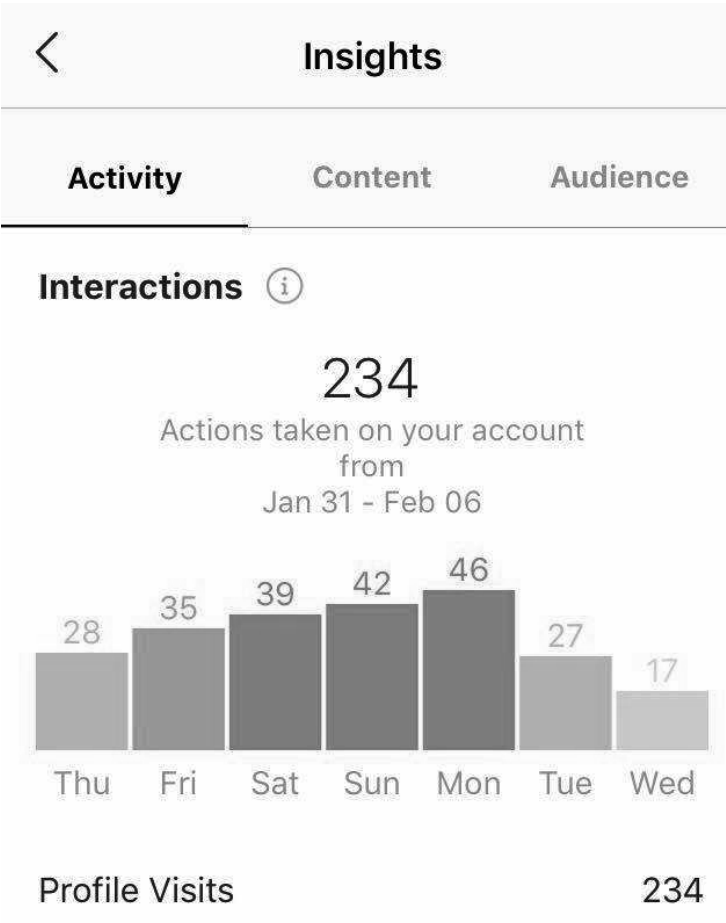 Insights
Activity Content Audience
Interactions
234
Actions taken on your account
from
Jan 31 - Feb 06
28 35 39 42 46 27 17
Thu Fri Sat Sun Mon Tue Wed
Profile Visits 234